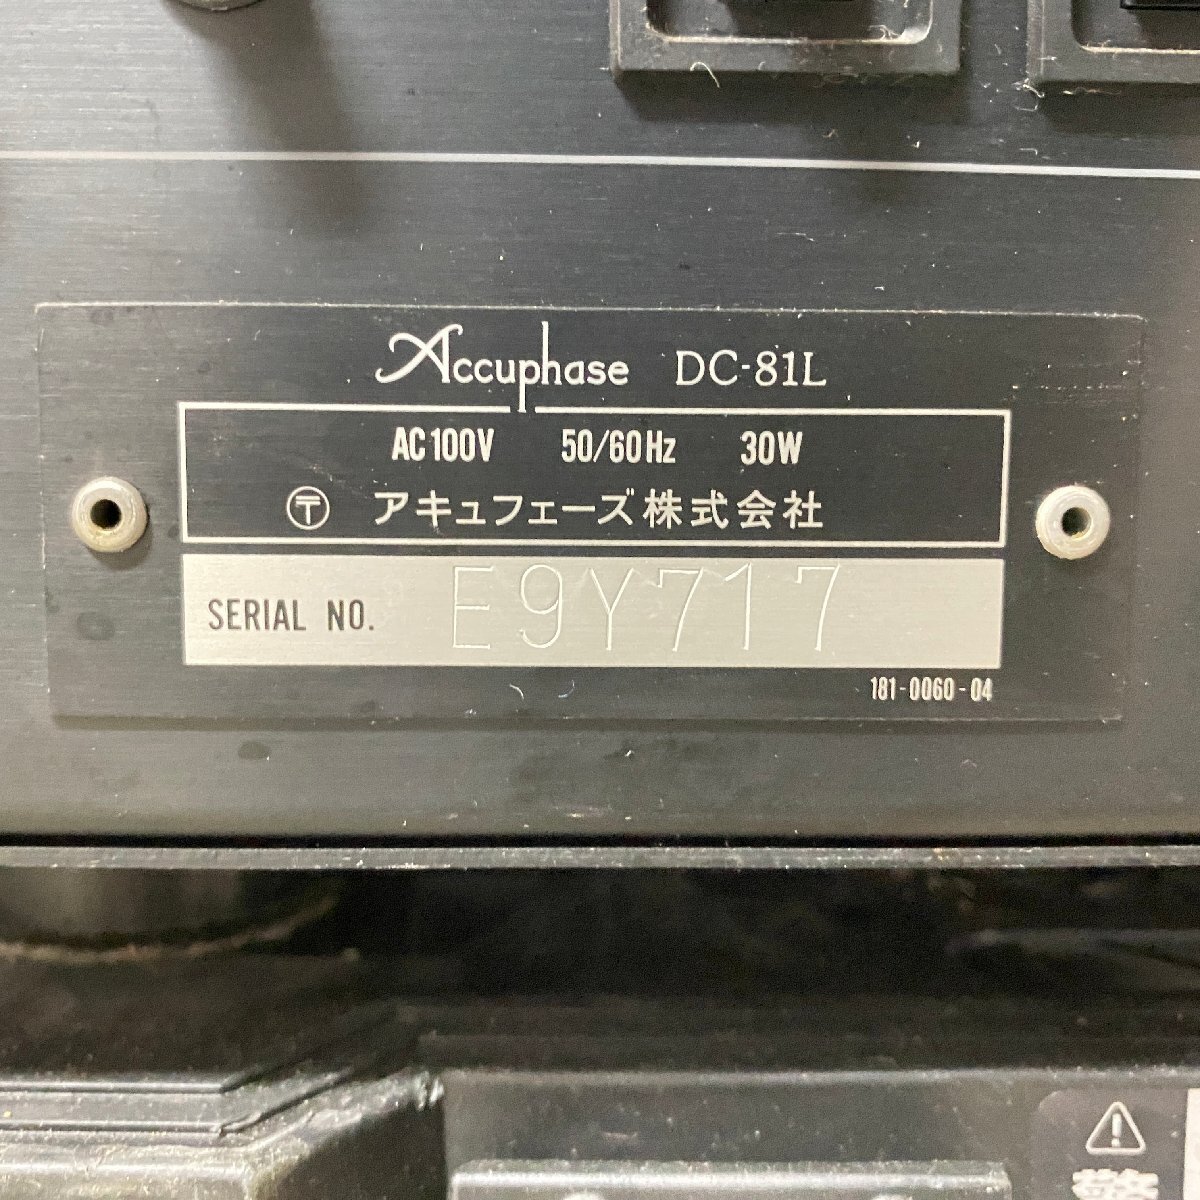 Accuphase DC-81L
AC100V 50/60Hz 30W
〒 アキュフェーズ株式会社
SERIAL NO. E9Y717
181-0060-04